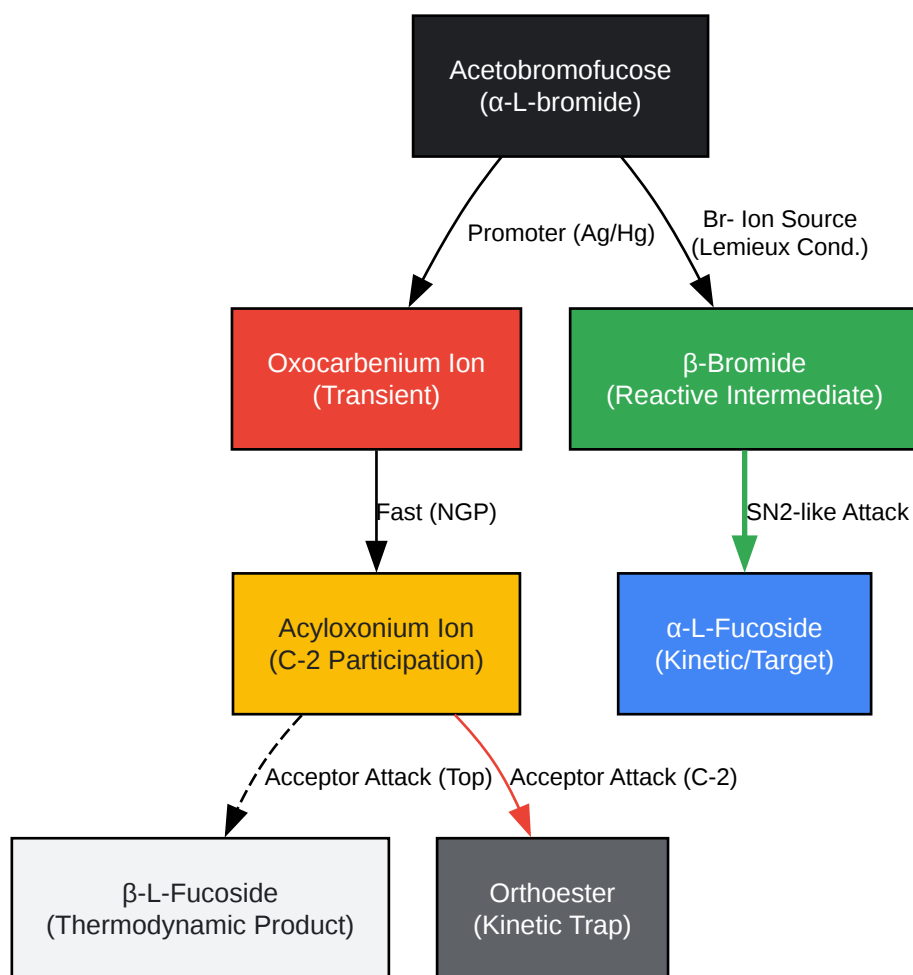 Acetobromofucose
(α-L-bromide)
Promoter (Ag/Hg)
Br- Ion Source
(Lemieux Cond.)
Oxocarbenium Ion
(Transient)
β-Bromide
(Reactive Intermediate)
Fast (NGP)
SN2-like Attack
Acyloxonium Ion
(C-2 Participation)
α-L-Fucoside
(Kinetic/Target)
Acceptor Attack (Top)
Acceptor Attack (C-2)
β-L-Fucoside
(Thermodynamic Product)
Orthoester
(Kinetic Trap)